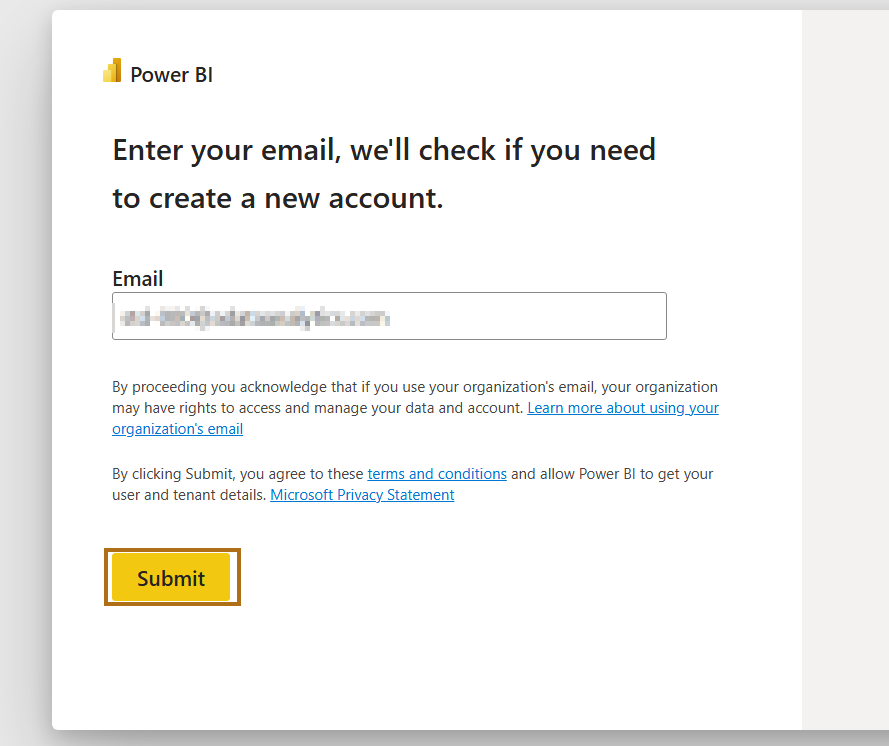 Power BI
Enter your email, we'll check if you need
to create a new account.
Email
By proceeding you acknowledge that if you use your organization's email, your organization
may have rights to access and manage your data and account. Learn more about using your
organization's email
By clicking Submit, you agree to these terms and conditions and allow Power BI to get your
user and tenant details. Microsoft Privacy Statement
Submit